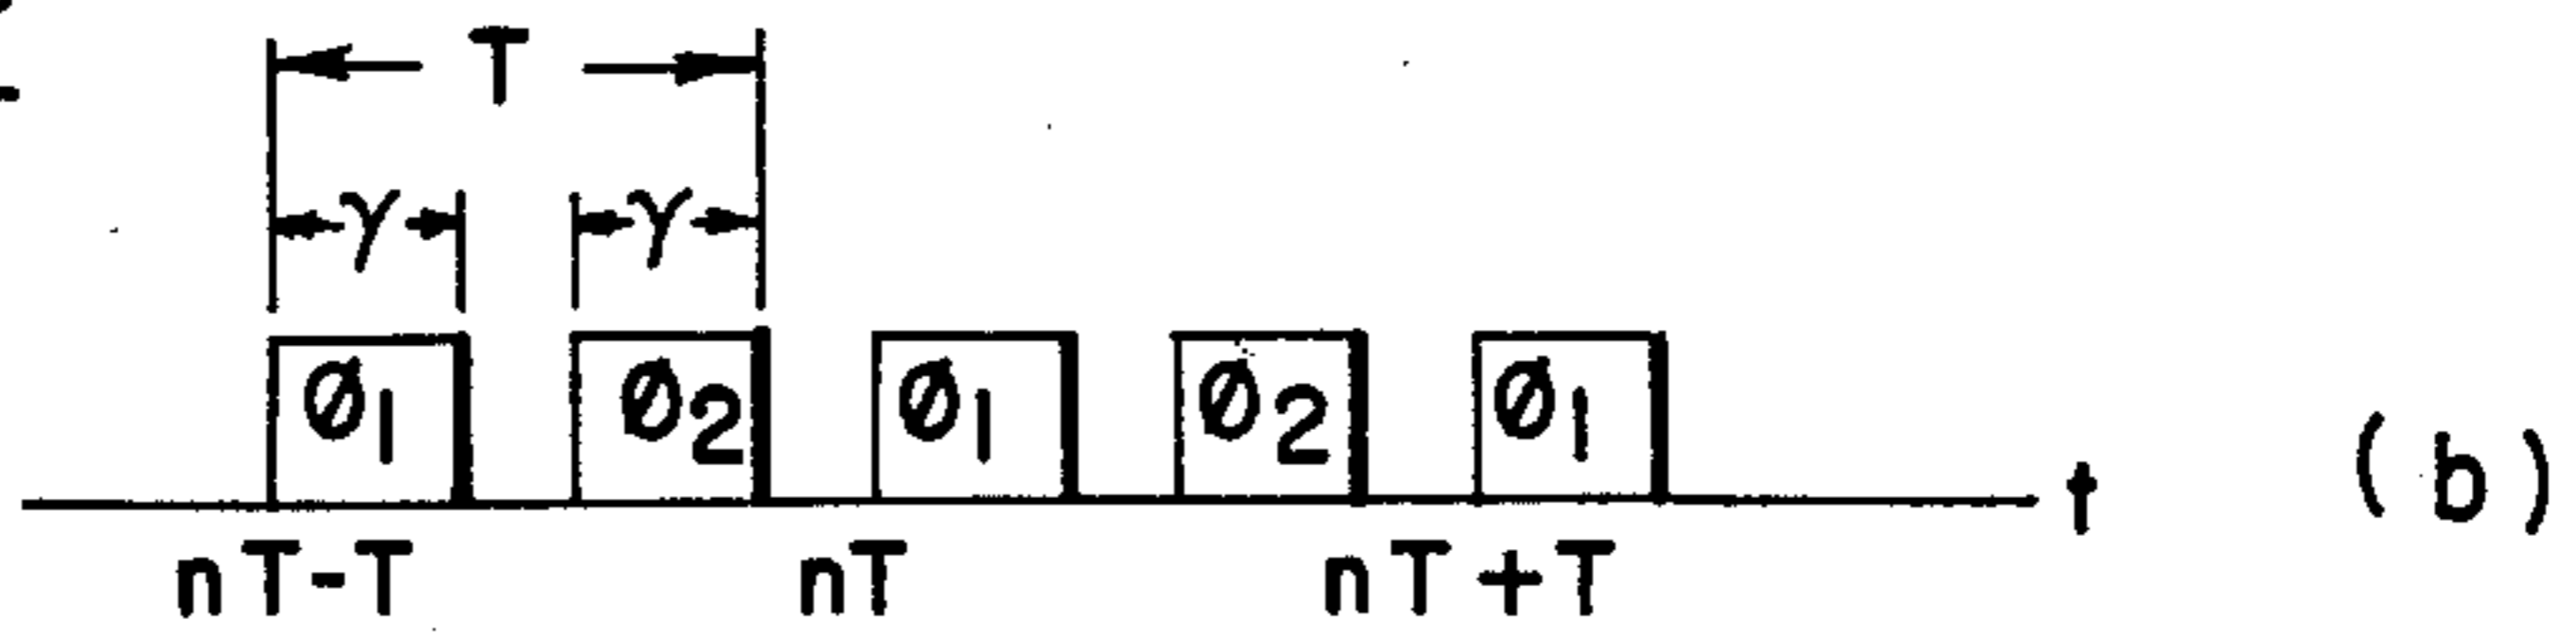 T
γ γ
Ø1 Ø2 Ø1 Ø2 Ø1
t (b)
nT-T nT nT+T